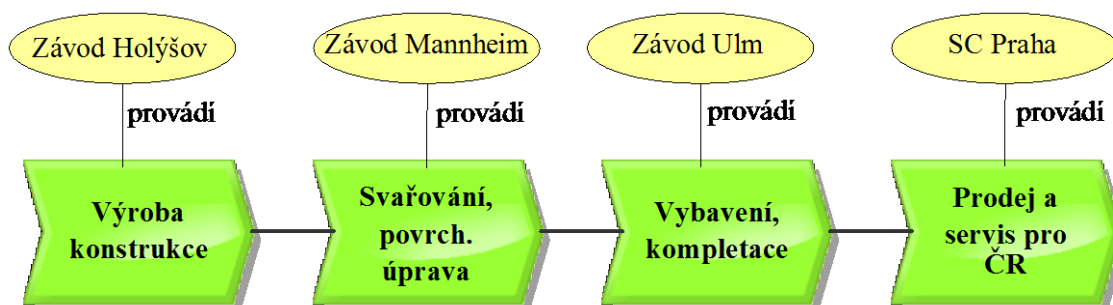 Závod Holýšov
Závod Mannheim
Závod Ulm
SC Praha
provádí
provádí
provádí
provádí
Výroba
konstrukce
Svařování,
povrch.
úprava
Vybavení,
kompletace
Prodej a
servis pro
ČR